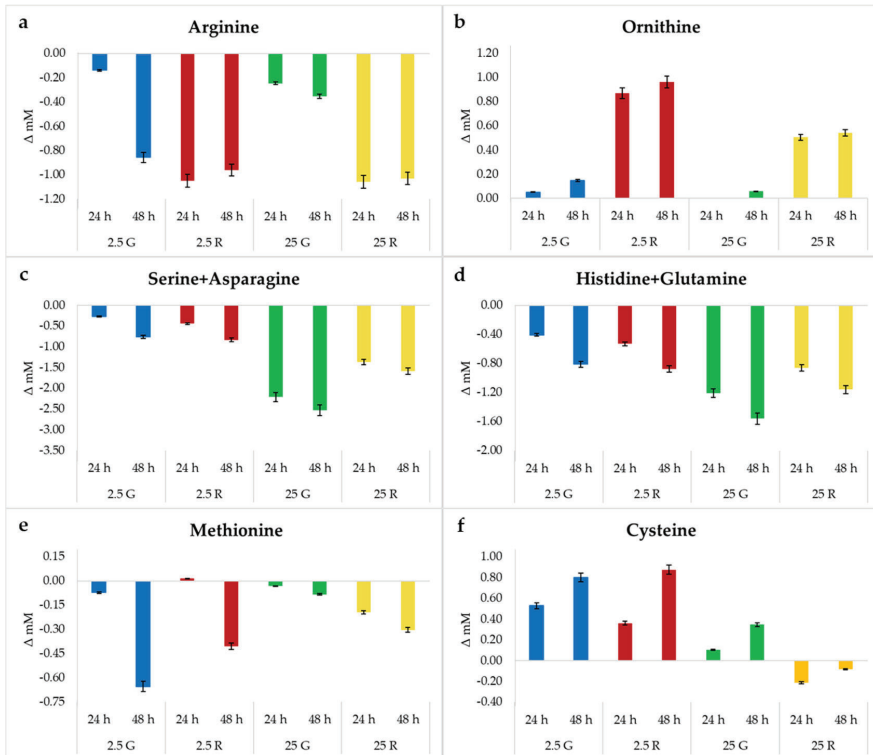 a
Arginine
0.00
-0.20
-0.40
-0.60
-0.80
-1.00
-1.20
Δ mM
24 h 48 h 24 h 48 h 24 h 48 h 24 h 48 h
2.5 G 2.5 R 25 G 25 R
b
Ornithine
1.20
1.00
0.80
0.60
0.40
0.20
0.00
Δ mM
24 h 48 h 24 h 48 h 24 h 48 h 24 h 48 h
2.5 G 2.5 R 25 G 25 R
c
Serine+Asparagine
0.00
-0.50
-1.00
-1.50
-2.00
-2.50
-3.00
-3.50
Δ mM
24 h 48 h 24 h 48 h 24 h 48 h 24 h 48 h
2.5 G 2.5 R 25 G 25 R
d
Histidine+Glutamine
0.00
-0.40
-0.80
-1.20
-1.60
-2.00
Δ mM
24 h 48 h 24 h 48 h 24 h 48 h 24 h 48 h
2.5 G 2.5 R 25 G 25 R
e
Methionine
0.15
0.00
-0.15
-0.30
-0.45
-0.60
-0.75
Δ mM
24 h 48 h 24 h 48 h 24 h 48 h 24 h 48 h
2.5 G 2.5 R 25 G 25 R
f
Cysteine
1.00
0.80
0.60
0.40
0.20
0.00
-0.20
-0.40
Δ mM
24 h 48 h 24 h 48 h 24 h 48 h 24 h 48 h
2.5 G 2.5 R 25 G 25 R